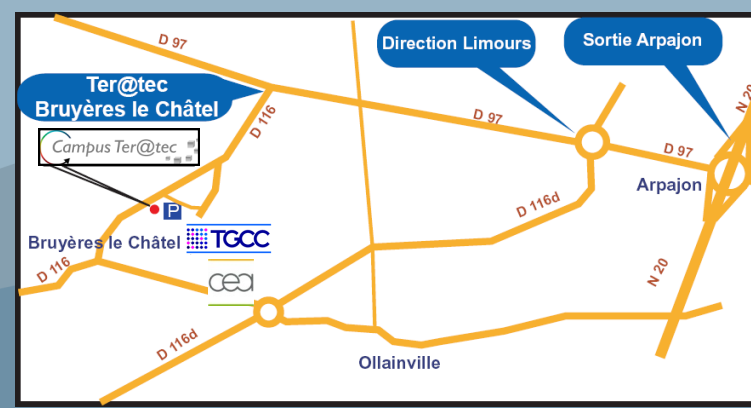 D 97
Direction Limours
Sortie Arpajon
Ter@tec
Bruyères le Châtel
N 20
D 116
D 97
Campus Ter@tec
D 97
Arpajon
D 116d
P
Bruyères le Châtel
TGCC
D 116
cea
N 20
D 116d
Ollainville